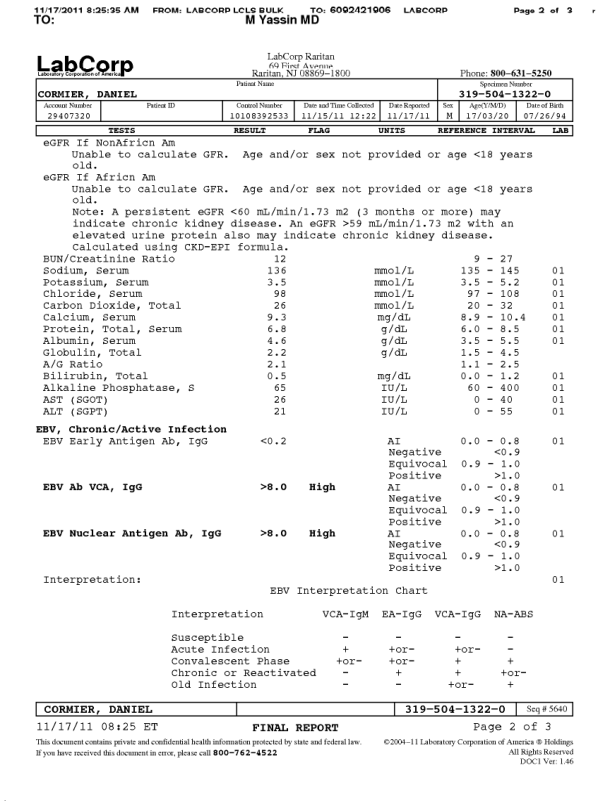 11/17/2011 8:25:35 AM FROM: LABCORP LCLS BULK TO: 6092421906 LABCORP Page 2 of 3
TO: M Yassin MD
LabCorp
Laboratory Corporation of America
LabCorp Raritan
69 First Avenue
Raritan, NJ 08869-1800 Phone: 800-631-5250
Patient Name Specimen Number
CORMIER, DANIEL 319-504-1322-0
Account Number Patient ID Control Number Date and Time Collected Date Reported Sex Age(Y/M/D) Date of Birth
29407320 10108392533 11/15/11 12:22 11/17/11 M 17/03/20 07/26/94
TESTS RESULT FLAG UNITS REFERENCE INTERVAL LAB
eGFR If NonAfricn Am
Unable to calculate GFR. Age and/or sex not provided or age <18 years
old.
eGFR If Africn Am
Unable to calculate GFR. Age and/or sex not provided or age <18 years
old.
Note: A persistent eGFR <60 mL/min/1.73 m2 (3 months or more) may
indicate chronic kidney disease. An eGFR >59 mL/min/1.73 m2 with an
elevated urine protein also may indicate chronic kidney disease.
Calculated using CKD-EPI formula.
BUN/Creatinine Ratio 12 9 - 27
Sodium, Serum 136 mmol/L 135 - 145 01
Potassium, Serum 3.5 mmol/L 3.5 - 5.2 01
Chloride, Serum 98 mmol/L 97 - 108 01
Carbon Dioxide, Total 26 mmol/L 20 - 32 01
Calcium, Serum 9.3 mg/dL 8.9 - 10.4 01
Protein, Total, Serum 6.8 g/dL 6.0 - 8.5 01
Albumin, Serum 4.6 g/dL 3.5 - 5.5 01
Globulin, Total 2.2 g/dL 1.5 - 4.5
A/G Ratio 2.1 1.1 - 2.5
Bilirubin, Total 0.5 mg/dL 0.0 - 1.2 01
Alkaline Phosphatase, S 65 IU/L 60 - 400 01
AST (SGOT) 26 IU/L 0 - 40 01
ALT (SGPT) 21 IU/L 0 - 55 01
EBV, Chronic/Active Infection
EBV Early Antigen Ab, IgG <0.2 AI 0.0 - 0.8 01
Negative <0.9
Equivocal 0.9 - 1.0
Positive >1.0
EBV Ab VCA, IgG >8.0 High AI 0.0 - 0.8 01
Negative <0.9
Equivocal 0.9 - 1.0
Positive >1.0
EBV Nuclear Antigen Ab, IgG >8.0 High AI 0.0 - 0.8 01
Negative <0.9
Equivocal 0.9 - 1.0
Positive >1.0
Interpretation: 01
EBV Interpretation Chart
Interpretation VCA-IgM EA-IgG VCA-IgG NA-ABS
Susceptible - - - -
Acute Infection + +or- +or- -
Convalescent Phase +or- +or- + +
Chronic or Reactivated - + + +or-
Old Infection - - +or- +
CORMIER, DANIEL 319-504-1322-0 Seq # 5640
11/17/11 08:25 ET FINAL REPORT Page 2 of 3
This document contains private and confidential health information protected by state and federal law. ©2004-11 Laboratory Corporation of America ® Holdings
If you have received this document in error, please call 800-762-4522 All Rights Reserved
DOC1 Ver: 1.46